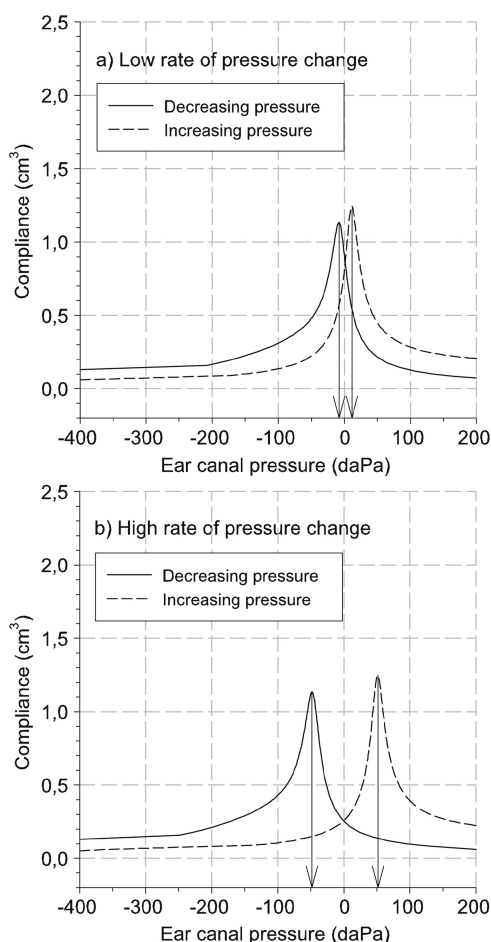 2,5
a) Low rate of pressure change
2,0
Decreasing pressure
Increasing pressure
1,5
Compliance (cm³)
1,0
0,5
0,0
-400 -300 -200 -100 0 100 200
Ear canal pressure (daPa)
2,5
b) High rate of pressure change
2,0
Decreasing pressure
Increasing pressure
1,5
Compliance (cm³)
1,0
0,5
0,0
-400 -300 -200 -100 0 100 200
Ear canal pressure (daPa)